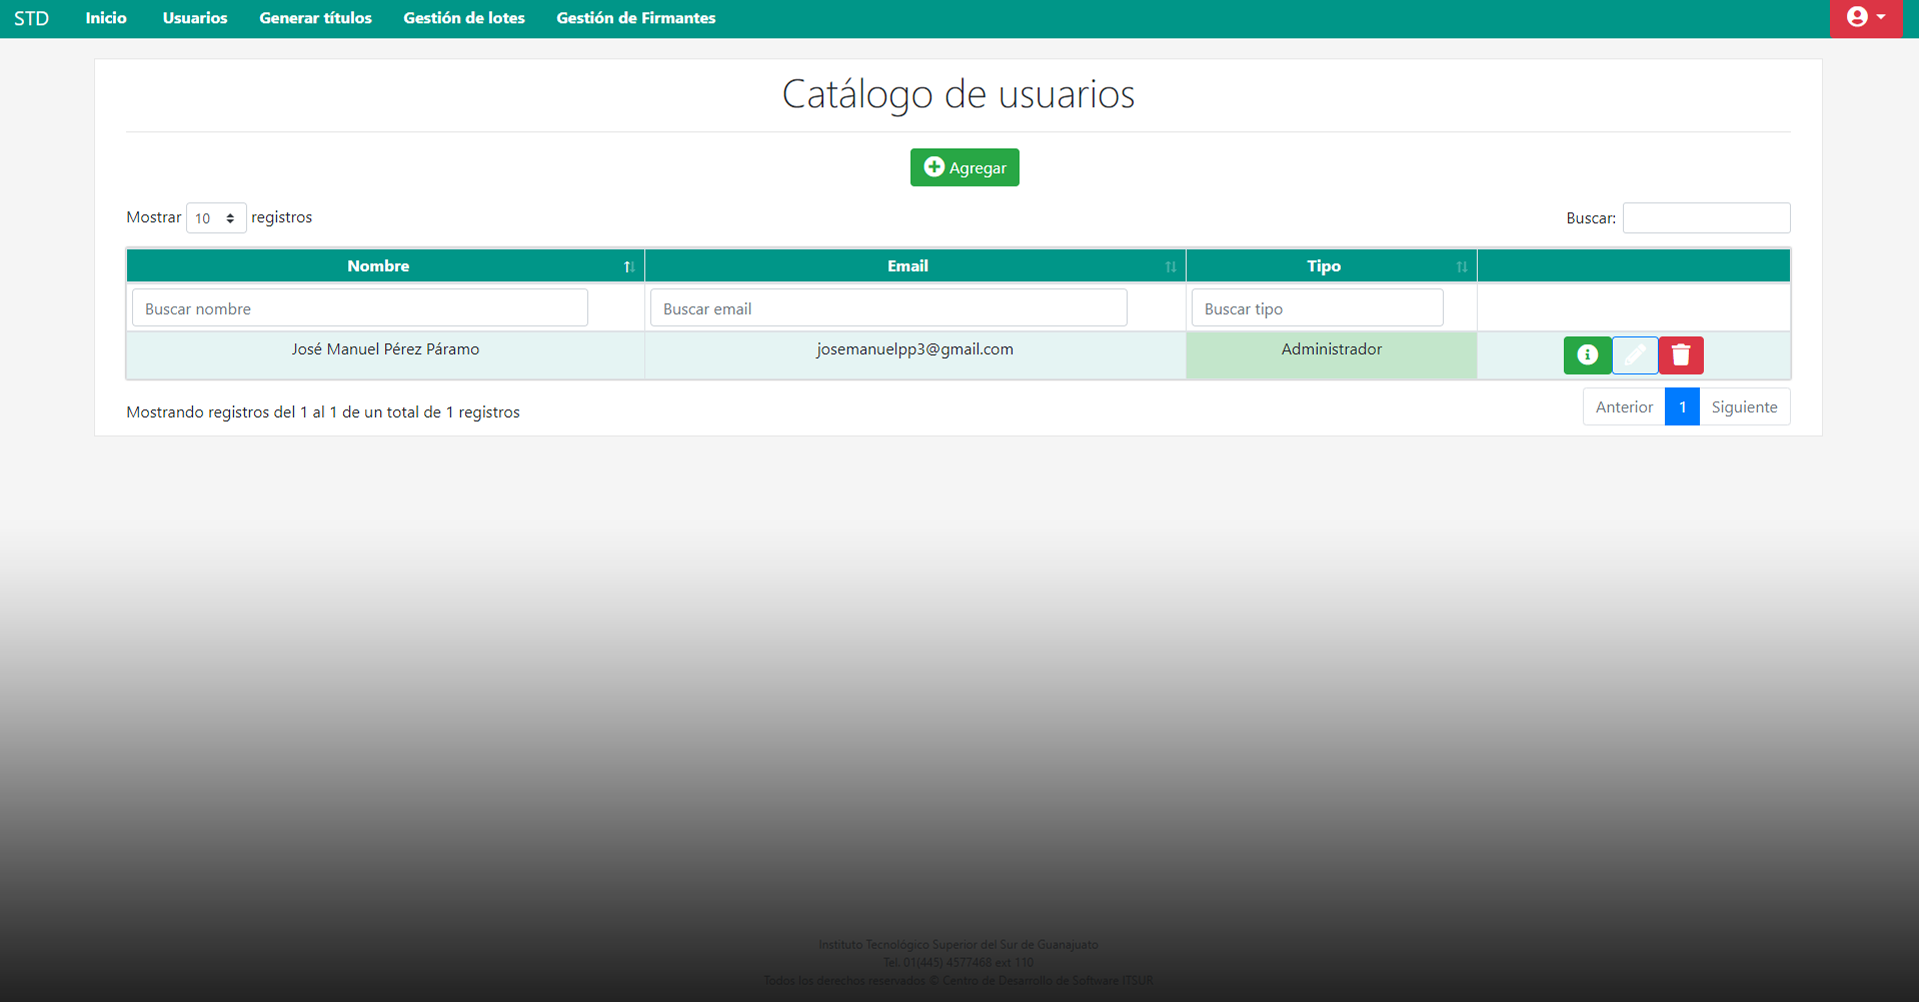 STD Inicio Usuarios Generar títulos Gestión de lotes Gestión de Firmantes
Catálogo de usuarios
Agregar
Mostrar 10 registros Buscar:
Nombre Email Tipo
Buscar nombre Buscar email Buscar tipo
José Manuel Pérez Páramo josemanuelpp3@gmail.com Administrador
Mostrando registros del 1 al 1 de un total de 1 registros Anterior 1 Siguiente
Instituto Tecnológico Superior del Sur de Guanajuato
Tel. 01(445) 4577468 ext 110
Todos los derechos reservados © Centro de Desarrollo de Software ITSUR